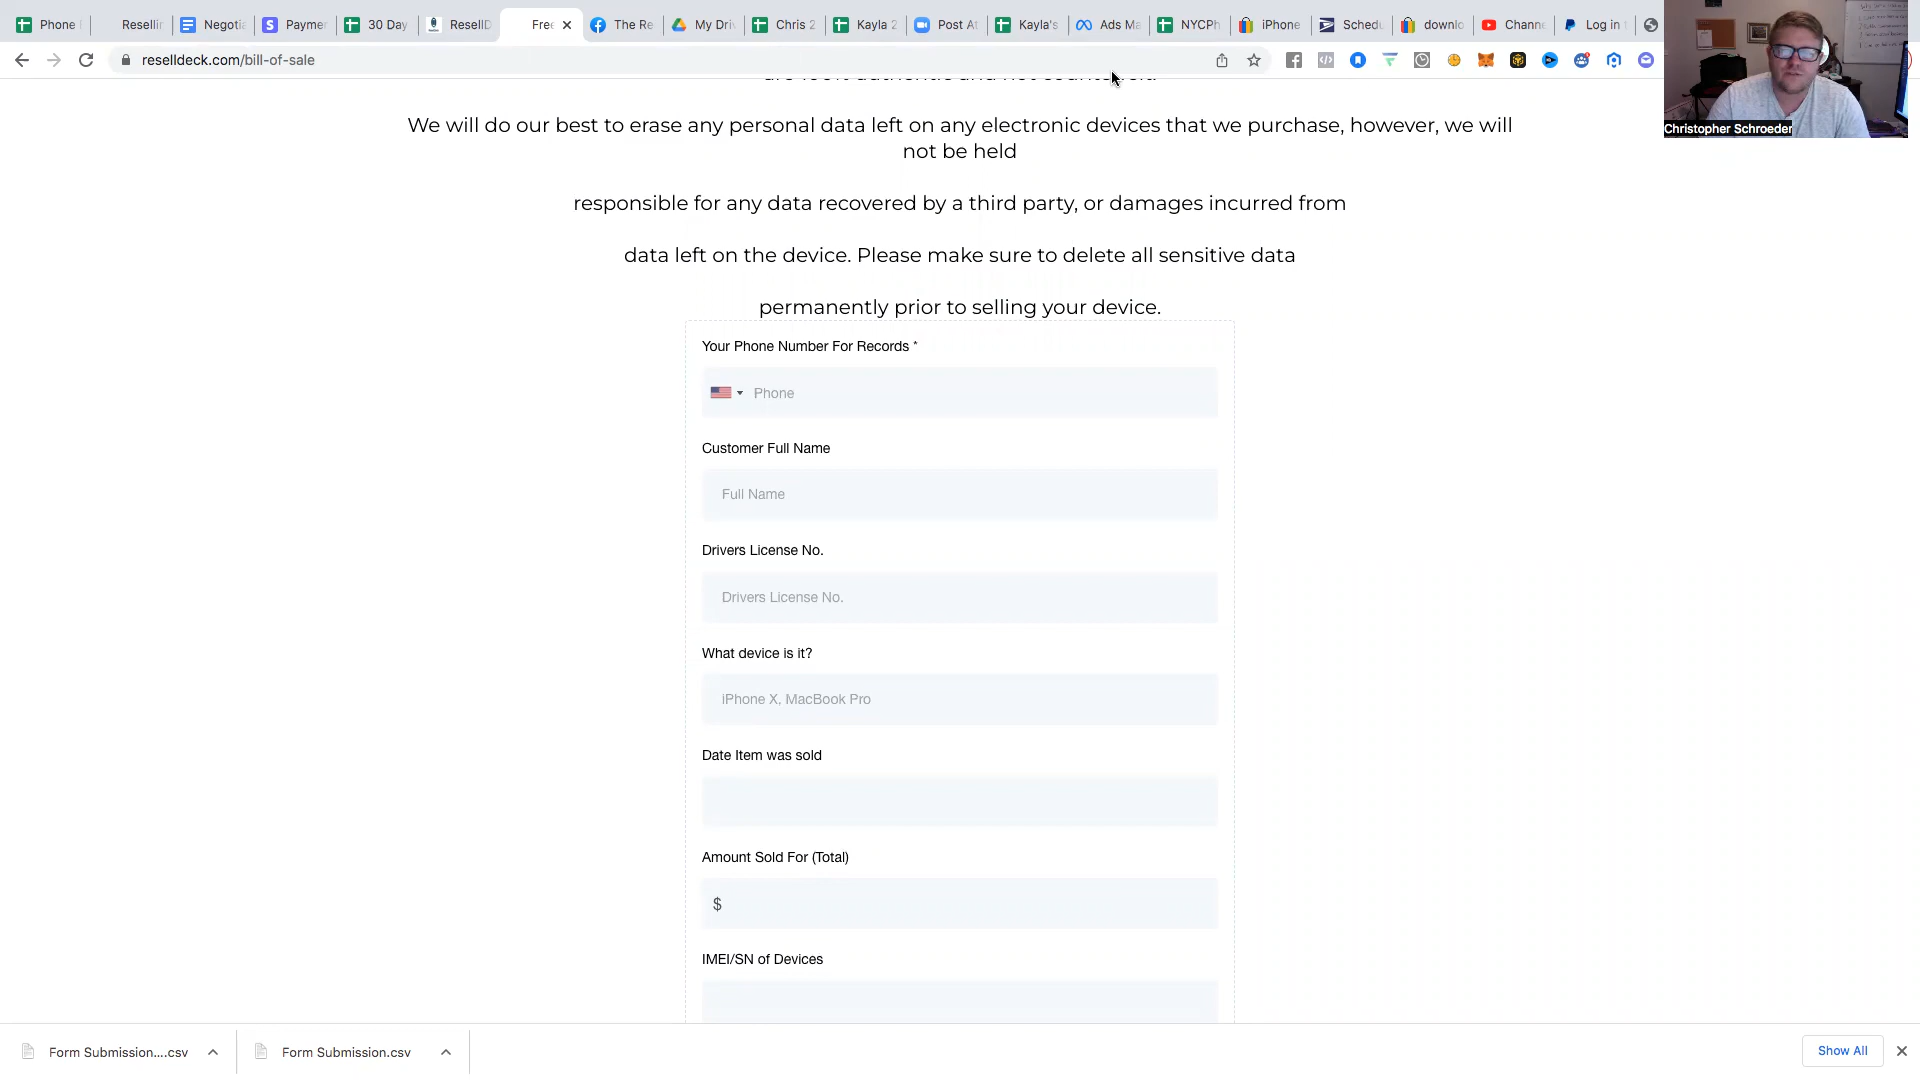 Phone
Resellin
Negotia
Paymer
30 Day
ResellD
Free
The Re
My Driv
Chris 2
Kayla 2
Post At
Kayla's
Ads Ma
NYCPh
iPhone
Schedu
downlo
Channe
Log in t
reselldeck.com/bill-of-sale
Christopher Schroeder
We will do our best to erase any personal data left on any electronic devices that we purchase, however, we will
not be held
responsible for any data recovered by a third party, or damages incurred from
data left on the device. Please make sure to delete all sensitive data
permanently prior to selling your device.
Your Phone Number For Records *
Phone
Customer Full Name
Full Name
Drivers License No.
Drivers License No.
What device is it?
iPhone X, MacBook Pro
Date Item was sold
Amount Sold For (Total)
$
IMEI/SN of Devices
Form Submission....csv
Form Submission.csv
Show All